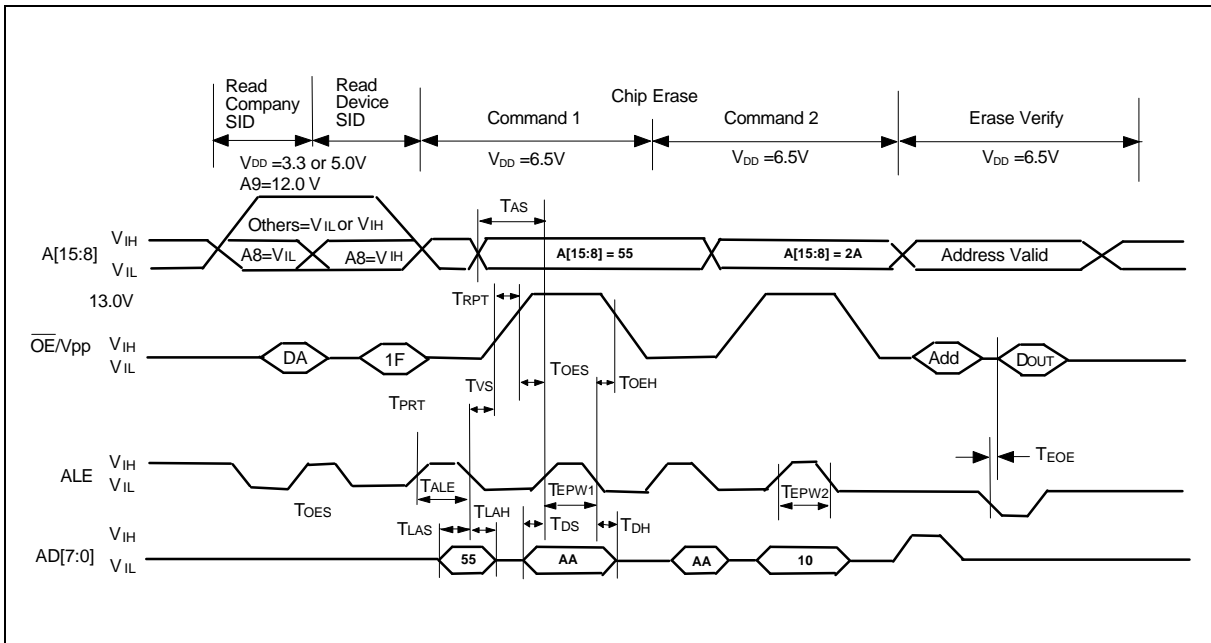 Read Company SID
Read Device SID
Chip Erase
Command 1
Command 2
Erase Verify
VDD =3.3 or 5.0V
VDD =6.5V
VDD =6.5V
VDD =6.5V
A9=12.0 V
TAS
Others=VIL or VIH
A[15:8]
VIH
VIL
A8=VIL
A8=VIH
A[15:8] = 55
A[15:8] = 2A
Address Valid
13.0V
TRPT
OE/Vpp
VIH
VIL
DA
1F
Add
DOUT
TVS
TOES
TOEH
TPRT
ALE
VIH
VIL
TEOE
TOES
TALE
TEPW1
TEPW2
TLAS
TLAH
TDS
TDH
AD[7:0]
VIH
VIL
55
AA
AA
10